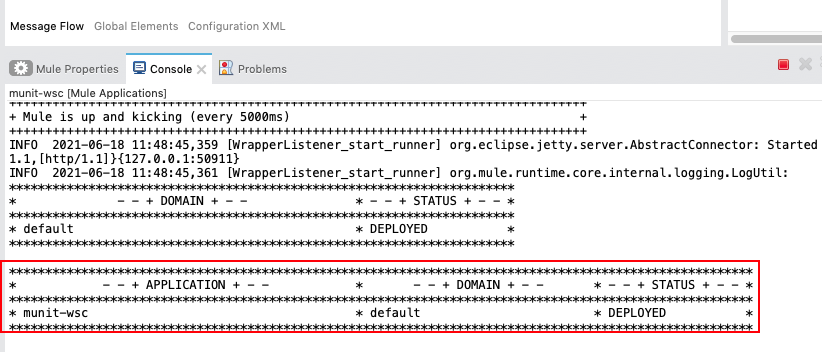 Message Flow Global Elements Configuration XML
Mule Properties Console Problems
munit-wsc [Mule Applications]
++++++++++++++++++++++++++++++++++++++++++++++++++++++++++++++++++++++++++++++++
+ Mule is up and kicking (every 5000ms) +
++++++++++++++++++++++++++++++++++++++++++++++++++++++++++++++++++++++++++++++++
INFO 2021-06-18 11:48:45,359 [WrapperListener_start_runner] org.eclipse.jetty.server.AbstractConnector: Started
1.1,[http/1.1]}{127.0.0.1:50911}
INFO 2021-06-18 11:48:45,361 [WrapperListener_start_runner] org.mule.runtime.core.internal.logging.LogUtil:
**********************************************************************
* - - + DOMAIN + - - * - - + STATUS + - - *
**********************************************************************
* default * DEPLOYED *
**********************************************************************
*******************************************************************************************************
* - - + APPLICATION + - - * - - + DOMAIN + - - * - - + STATUS + - - *
*******************************************************************************************************
* munit-wsc * default * DEPLOYED *
*******************************************************************************************************